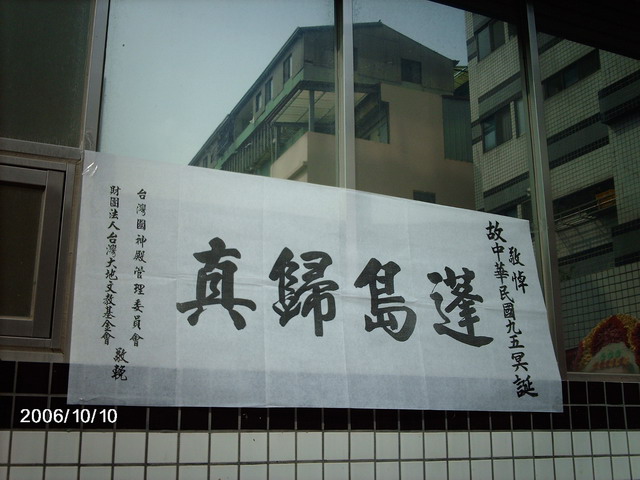 敬悼
故中華民國九五冥誕
蓬島歸真
台灣國神殿管理委員會
財團法人台灣大地文教基金會 敬輓
2006/10/10